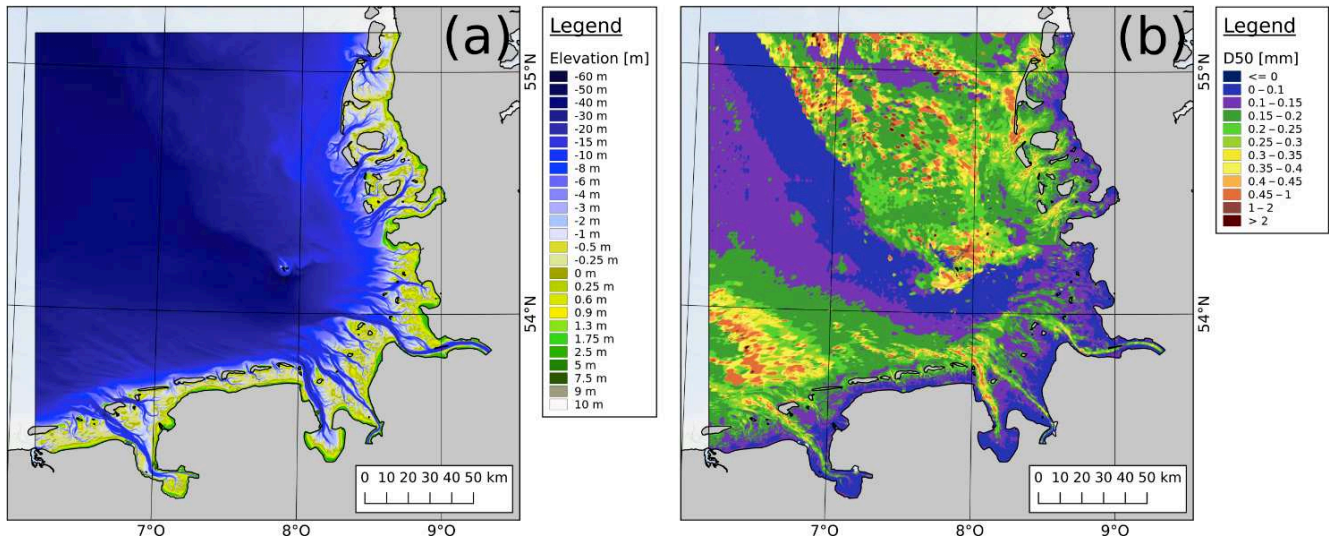 (a)
55°N
54°N
7°O
8°O
9°O
0 10 20 30 40 50 km
Legend
Elevation [m]
-60 m
-50 m
-40 m
-30 m
-20 m
-15 m
-10 m
-8 m
-6 m
-4 m
-3 m
-2 m
-1 m
-0.5 m
-0.25 m
0 m
0.25 m
0.6 m
0.9 m
1.3 m
1.75 m
2.5 m
5 m
7.5 m
9 m
10 m
(b)
55°N
54°N
7°O
8°O
9°O
0 10 20 30 40 50 km
Legend
D50 [mm]
<= 0
0 – 0.1
0.1 – 0.15
0.15 – 0.2
0.2 – 0.25
0.25 – 0.3
0.3 – 0.35
0.35 – 0.4
0.4 – 0.45
0.45 – 1
1 – 2
> 2